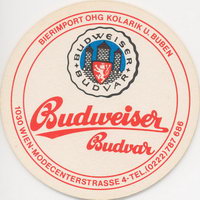 BIERIMPORT OHG KOLARIK U. BUBEN
BUDWEISER
BUDVAR
Budweiser
Budvar
1030 WIEN-MODECENTERSTRASSE 4-TEL.(0222)787 686